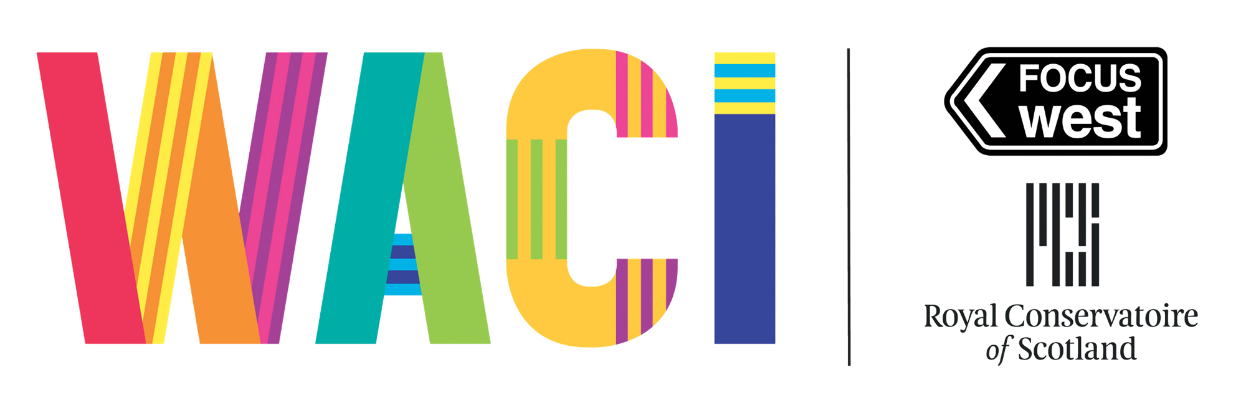 WACi
FOCUS
west
Royal Conservatoire
of Scotland